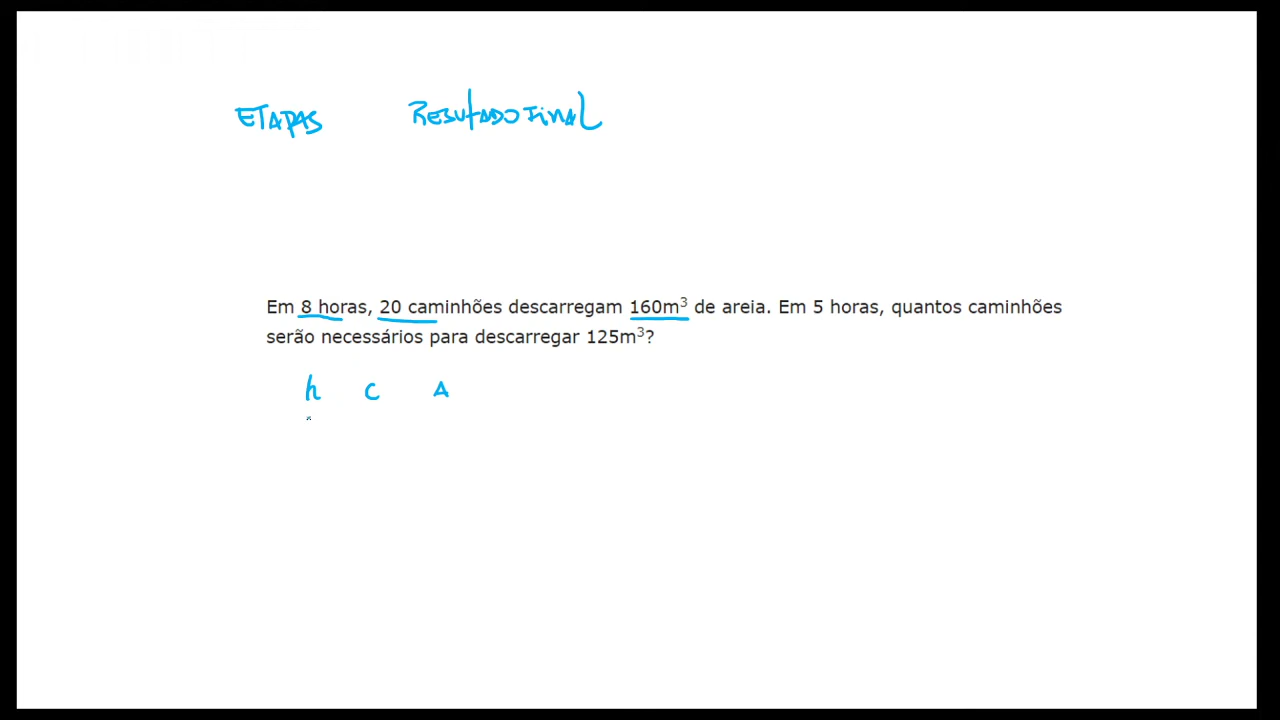 ETAPAS RESUTADO FINAL
Em 8 horas, 20 caminhões descarregam 160m³ de areia. Em 5 horas, quantos caminhões
serão necessários para descarregar 125m³?
h c A